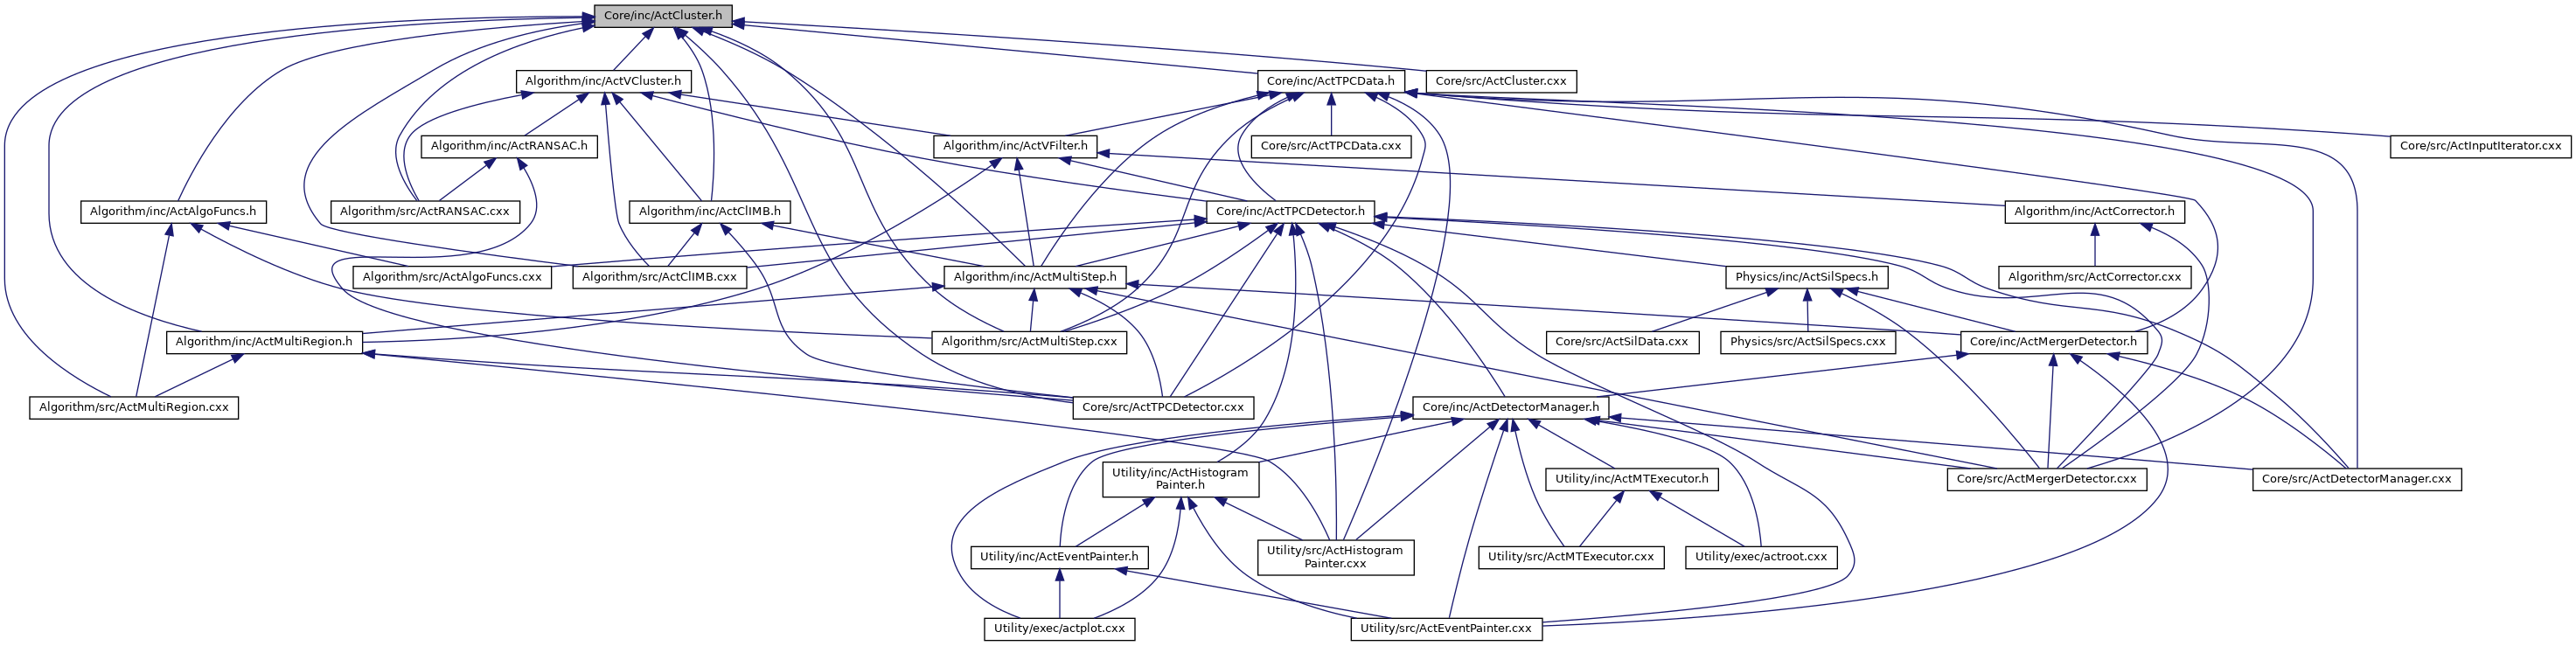 Core/inc/ActCluster.h
Algorithm/inc/ActVCluster.h
Core/inc/ActTPCData.h
Core/src/ActCluster.cxx
Algorithm/inc/ActRANSAC.h
Algorithm/inc/ActVFilter.h
Core/src/ActTPCData.cxx
Core/src/ActInputIterator.cxx
Algorithm/inc/ActAlgoFuncs.h
Algorithm/src/ActRANSAC.cxx
Algorithm/inc/ActClIMB.h
Core/inc/ActTPCDetector.h
Algorithm/inc/ActCorrector.h
Algorithm/src/ActAlgoFuncs.cxx
Algorithm/src/ActClIMB.cxx
Algorithm/inc/ActMultiStep.h
Physics/inc/ActSilSpecs.h
Algorithm/src/ActCorrector.cxx
Algorithm/inc/ActMultiRegion.h
Algorithm/src/ActMultiStep.cxx
Core/src/ActSilData.cxx
Physics/src/ActSilSpecs.cxx
Core/inc/ActMergerDetector.h
Algorithm/src/ActMultiRegion.cxx
Core/src/ActTPCDetector.cxx
Core/inc/ActDetectorManager.h
Utility/inc/ActHistogram
Painter.h
Utility/inc/ActMTExecutor.h
Core/src/ActMergerDetector.cxx
Core/src/ActDetectorManager.cxx
Utility/inc/ActEventPainter.h
Utility/src/ActHistogram
Painter.cxx
Utility/src/ActMTExecutor.cxx
Utility/exec/actroot.cxx
Utility/exec/actplot.cxx
Utility/src/ActEventPainter.cxx